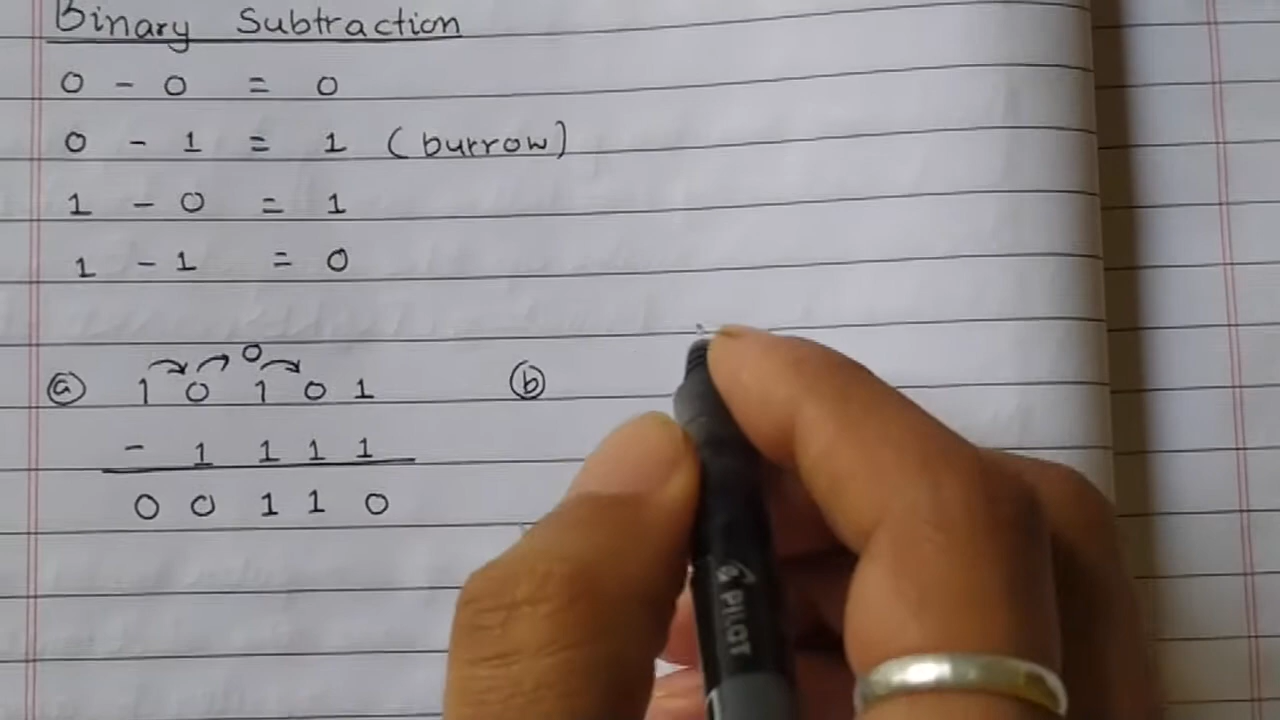 Binary Subtraction
0 - 0 = 0
0 - 1 = 1 (burrow)
1 - 0 = 1
1 - 1 = 0
0
(a) 1 0 1 0 1 (b)
- 1 1 1 1
0 0 1 1 0
PILOT